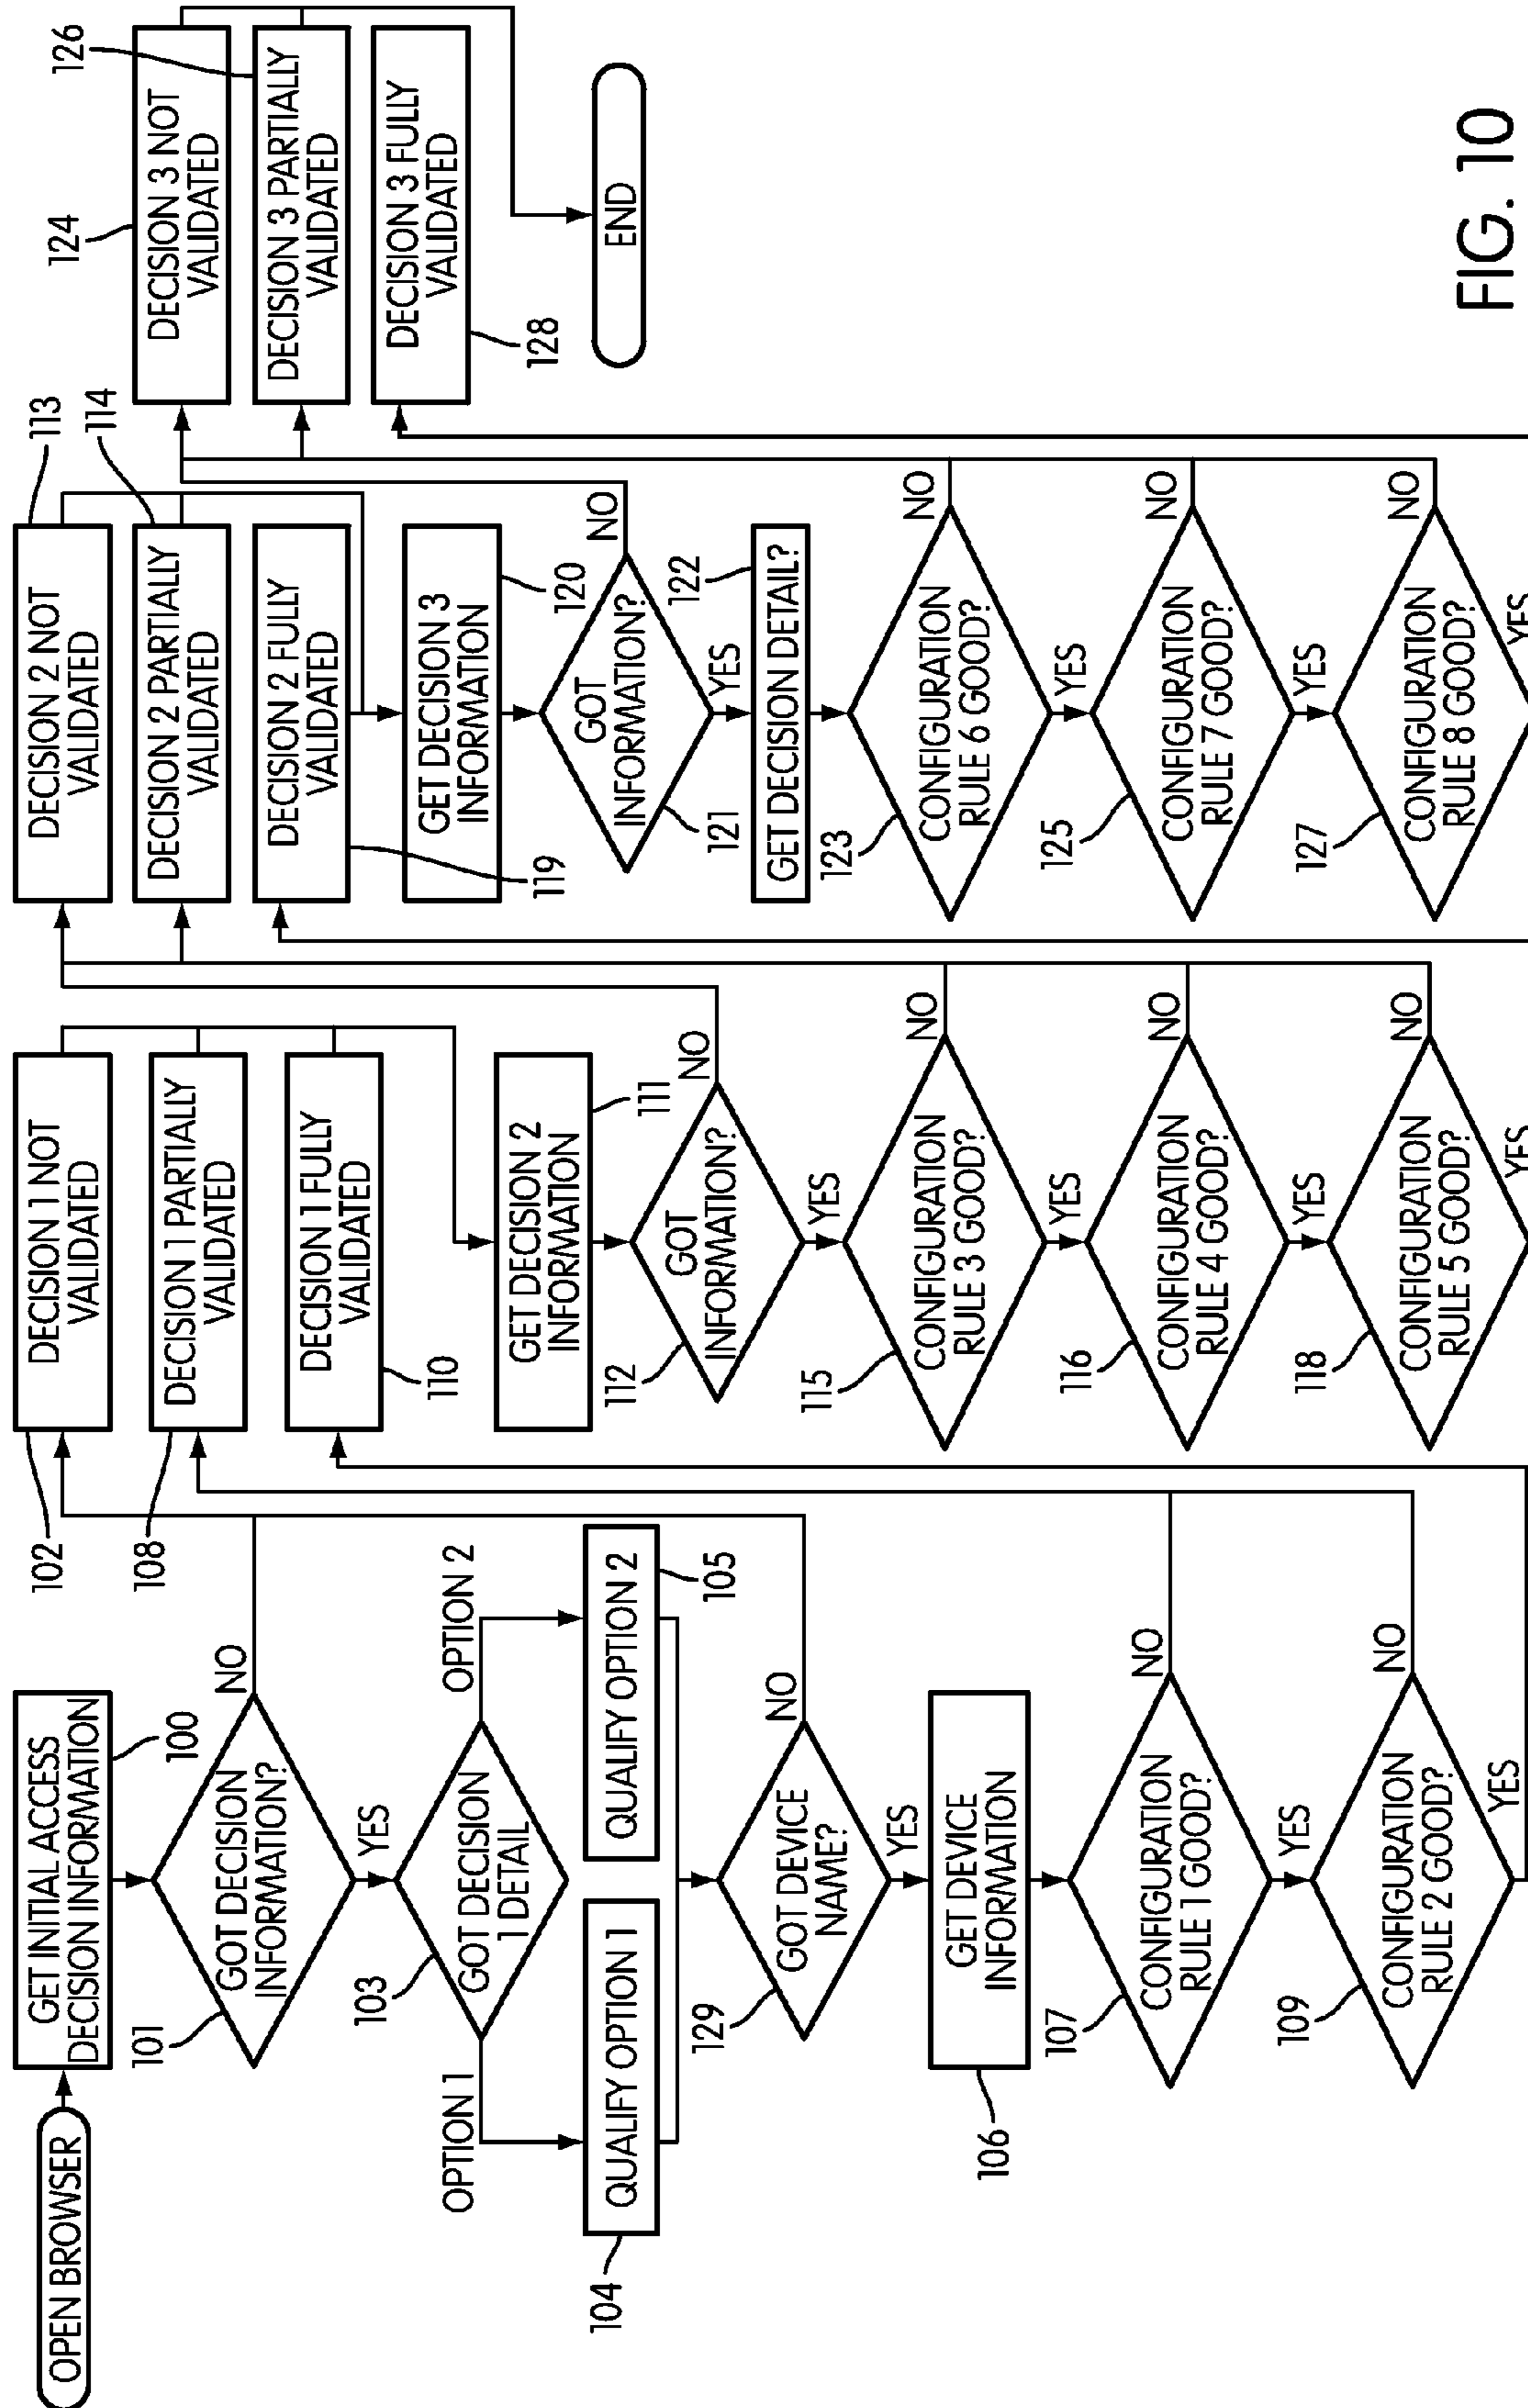 OPEN BROWSER
GET INITIAL ACCESS
DECISION INFORMATION
100
101
GOT DECISION
INFORMATION?
NO
YES
103
GOT DECISION
1 DETAIL
OPTION 1
OPTION 2
104
QUALIFY OPTION 1
QUALIFY OPTION 2
105
129
GOT DEVICE
NAME?
NO
YES
106
GET DEVICE
INFORMATION
107
CONFIGURATION
RULE 1 GOOD?
NO
YES
109
CONFIGURATION
RULE 2 GOOD?
NO
YES
102
DECISION 1 NOT
VALIDATED
108
DECISION 1 PARTIALLY
VALIDATED
DECISION 1 FULLY
VALIDATED
110
GET DECISION 2
INFORMATION
111
112
GOT
INFORMATION?
NO
YES
115
CONFIGURATION
RULE 3 GOOD?
NO
YES
116
CONFIGURATION
RULE 4 GOOD?
NO
YES
118
CONFIGURATION
RULE 5 GOOD?
NO
YES
DECISION 2 NOT
VALIDATED
113
DECISION 2 PARTIALLY
VALIDATED
114
DECISION 2 FULLY
VALIDATED
119
GET DECISION 3
INFORMATION
120
GOT
INFORMATION?
121
NO
YES
GET DECISION DETAIL?
122
123
CONFIGURATION
RULE 6 GOOD?
NO
YES
125
CONFIGURATION
RULE 7 GOOD?
NO
YES
127
CONFIGURATION
RULE 8 GOOD?
NO
YES
124
DECISION 3 NOT
VALIDATED
126
DECISION 3 PARTIALLY
VALIDATED
DECISION 3 FULLY
VALIDATED
128
END
FIG. 10